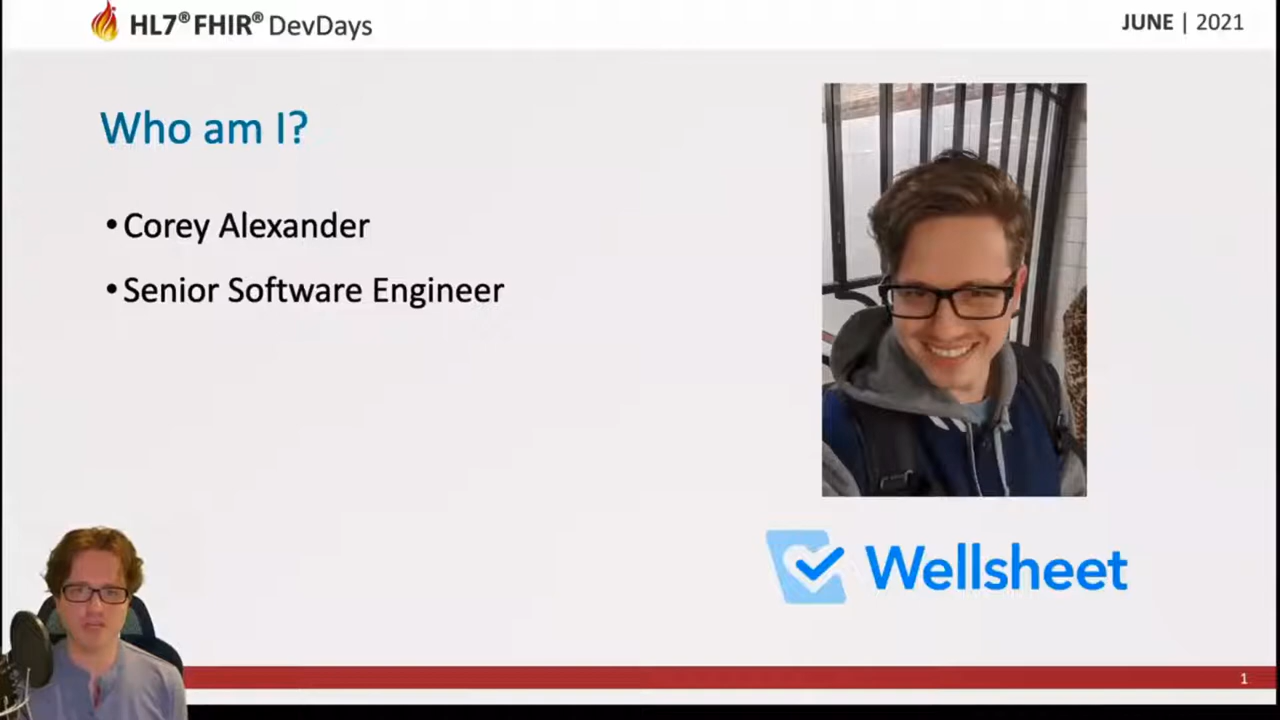 HL7® FHIR® DevDays
JUNE | 2021
Who am I?
•Corey Alexander
•Senior Software Engineer
Wellsheet
1